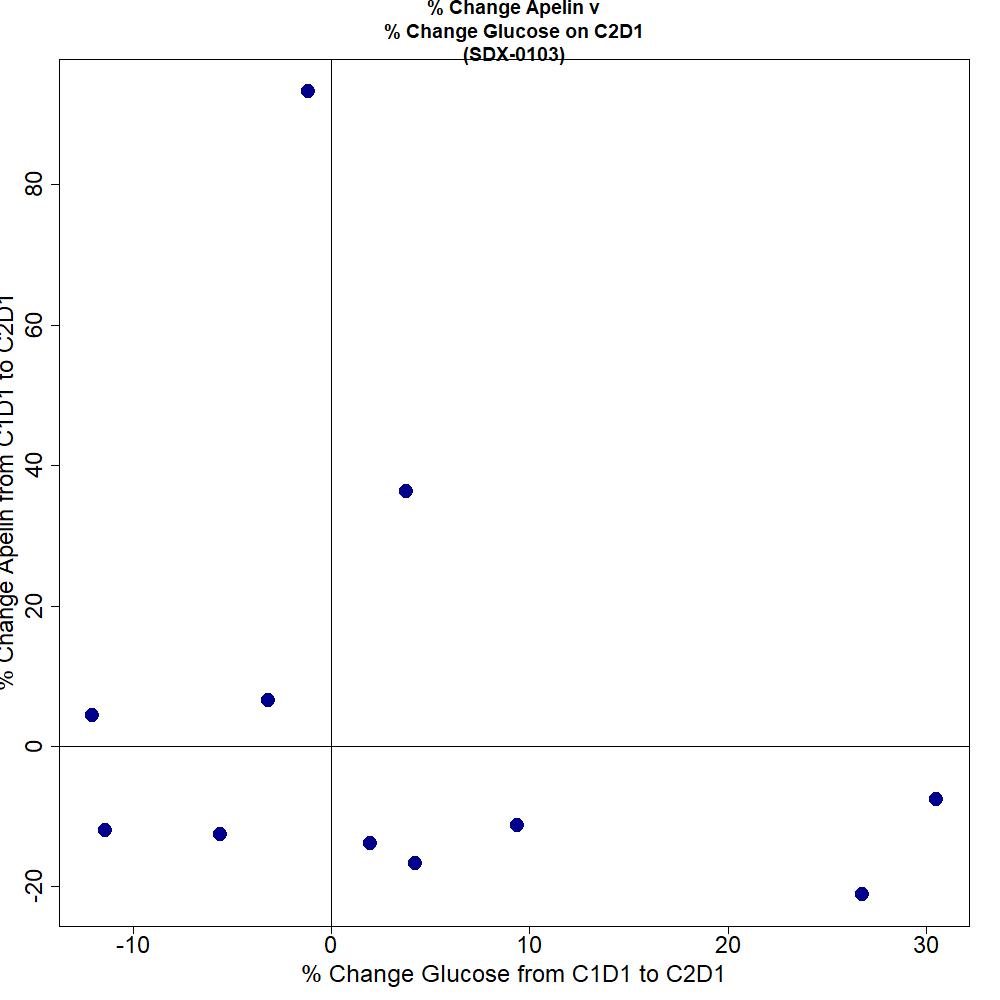 % Change Apelin v
% Change Glucose on C2D1
(SDX-0103)
% Change Apelin from C1D1 to C2D1
80
60
40
20
0
-20
-10
0
10
20
30
% Change Glucose from C1D1 to C2D1